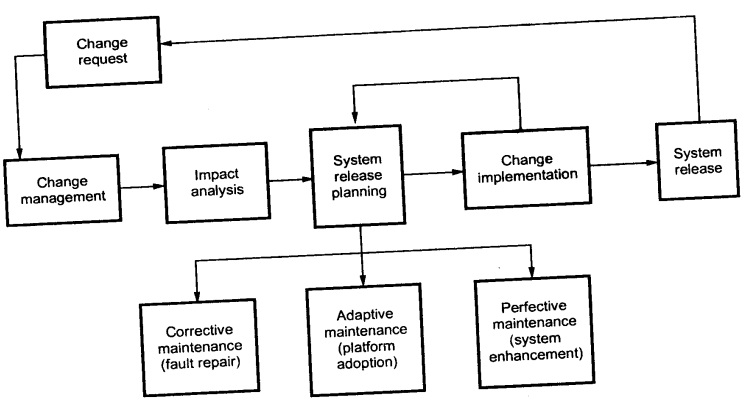 Change
request
Change
management
Impact
analysis
System
release
planning
Change
implementation
System
release
Corrective
maintenance
(fault repair)
Adaptive
maintenance
(platform
adoption)
Perfective
maintenance
(system
enhancement)